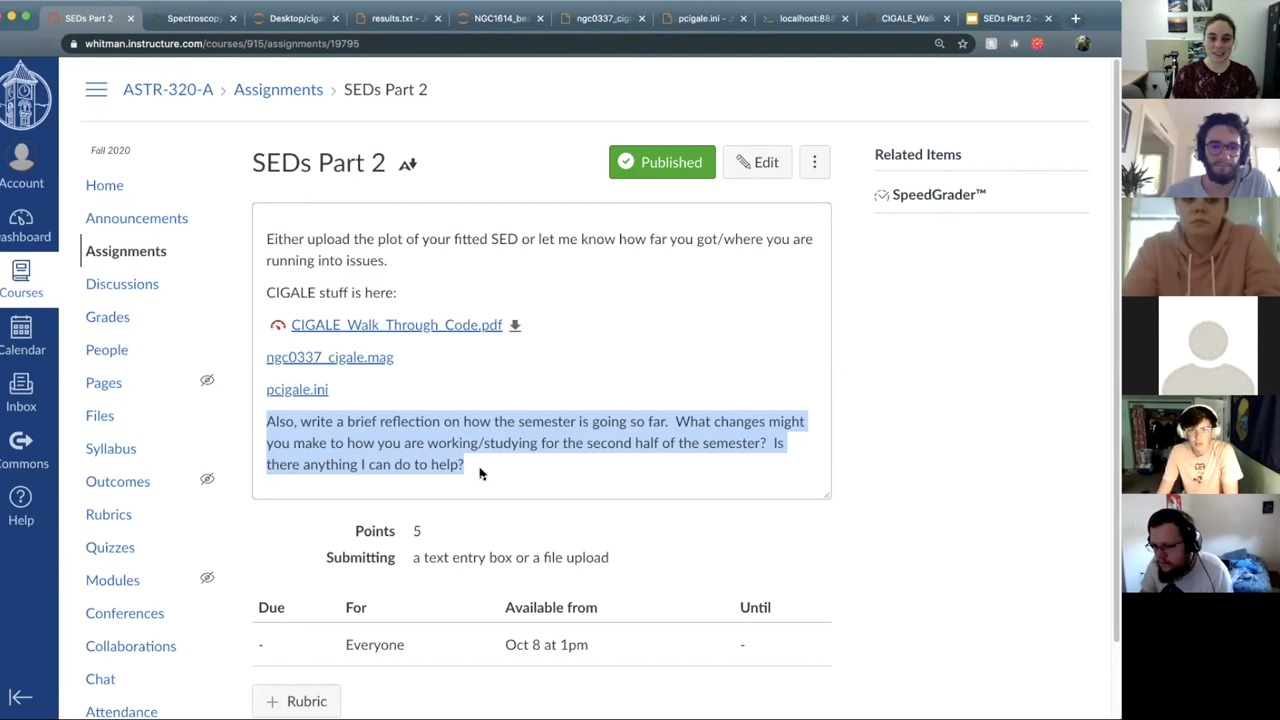 SEDs Part 2
Spectroscopy
Desktop/ciga
results.txt - J
NGC1614_be
ngc0337_cig
pcigale.ini - J
localhost:888
CIGALE_Walk
SEDs Part 2 -
whitman.instructure.com/courses/915/assignments/19795
ASTR-320-A > Assignments > SEDs Part 2
Account
Dashboard
Courses
Calendar
Inbox
Commons
Help
Fall 2020
Home
Announcements
Assignments
Discussions
Grades
People
Pages
Files
Syllabus
Outcomes
Rubrics
Quizzes
Modules
Conferences
Collaborations
Chat
Attendance
SEDs Part 2
Published
Edit
Either upload the plot of your fitted SED or let me know how far you got/where you are
running into issues.
CIGALE stuff is here:
CIGALE_Walk_Through_Code.pdf
ngc0337_cigale.mag
pcigale.ini
Also, write a brief reflection on how the semester is going so far. What changes might
you make to how you are working/studying for the second half of the semester? Is
there anything I can do to help?
Points 5
Submitting a text entry box or a file upload
Due For Available from Until
- Everyone Oct 8 at 1pm -
+ Rubric
Related Items
SpeedGrader™